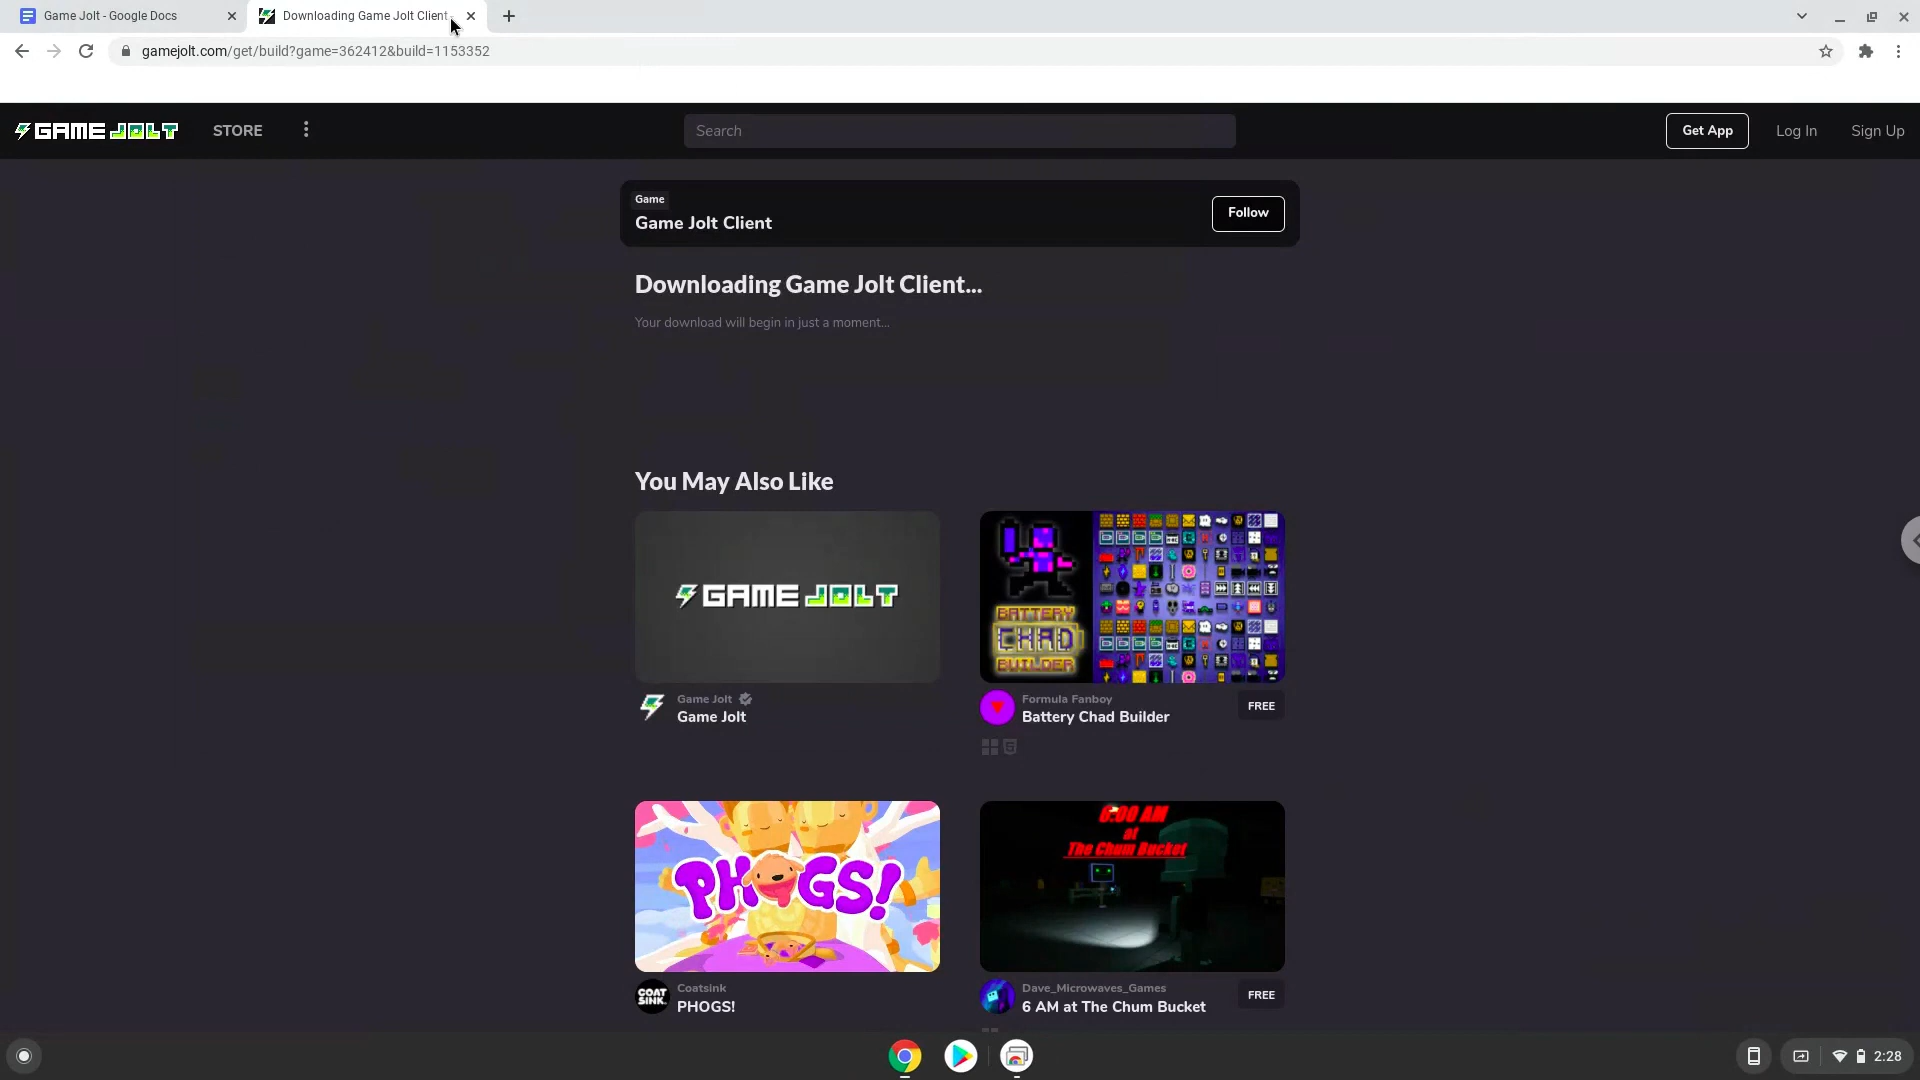 Game Jolt - Google Docs
Downloading Game Jolt Client
gamejolt.com/get/build?game=362412&build=1153352
GAME JOLT
STORE
Search
Get App
Log In
Sign Up
Game
Game Jolt Client
Follow
Downloading Game Jolt Client...
Your download will begin in just a moment...
You May Also Like
GAME JOLT
BATTERY
CHAD
BUILDER
Game Jolt
Game Jolt
Formula Fanboy
Battery Chad Builder
FREE
PHOGS!
6:00 AM
at
The Chum Bucket
COAT
SINK.
Coatsink
PHOGS!
Dave_Microwaves_Games
6 AM at The Chum Bucket
FREE
2:28